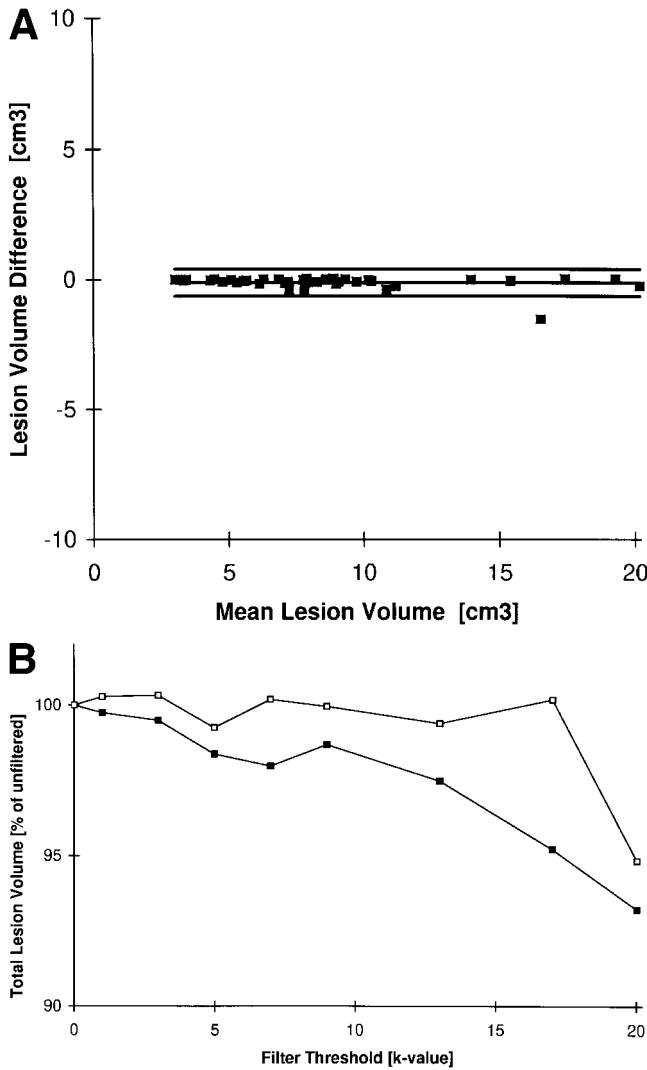 A
Lesion Volume Difference [cm3]
10
5
0
-5
-10
0 5 10 15 20
Mean Lesion Volume [cm3]
B
Total Lesion Volume [% of unfiltered]
100
95
90
0 5 10 15 20
Filter Threshold [k-value]